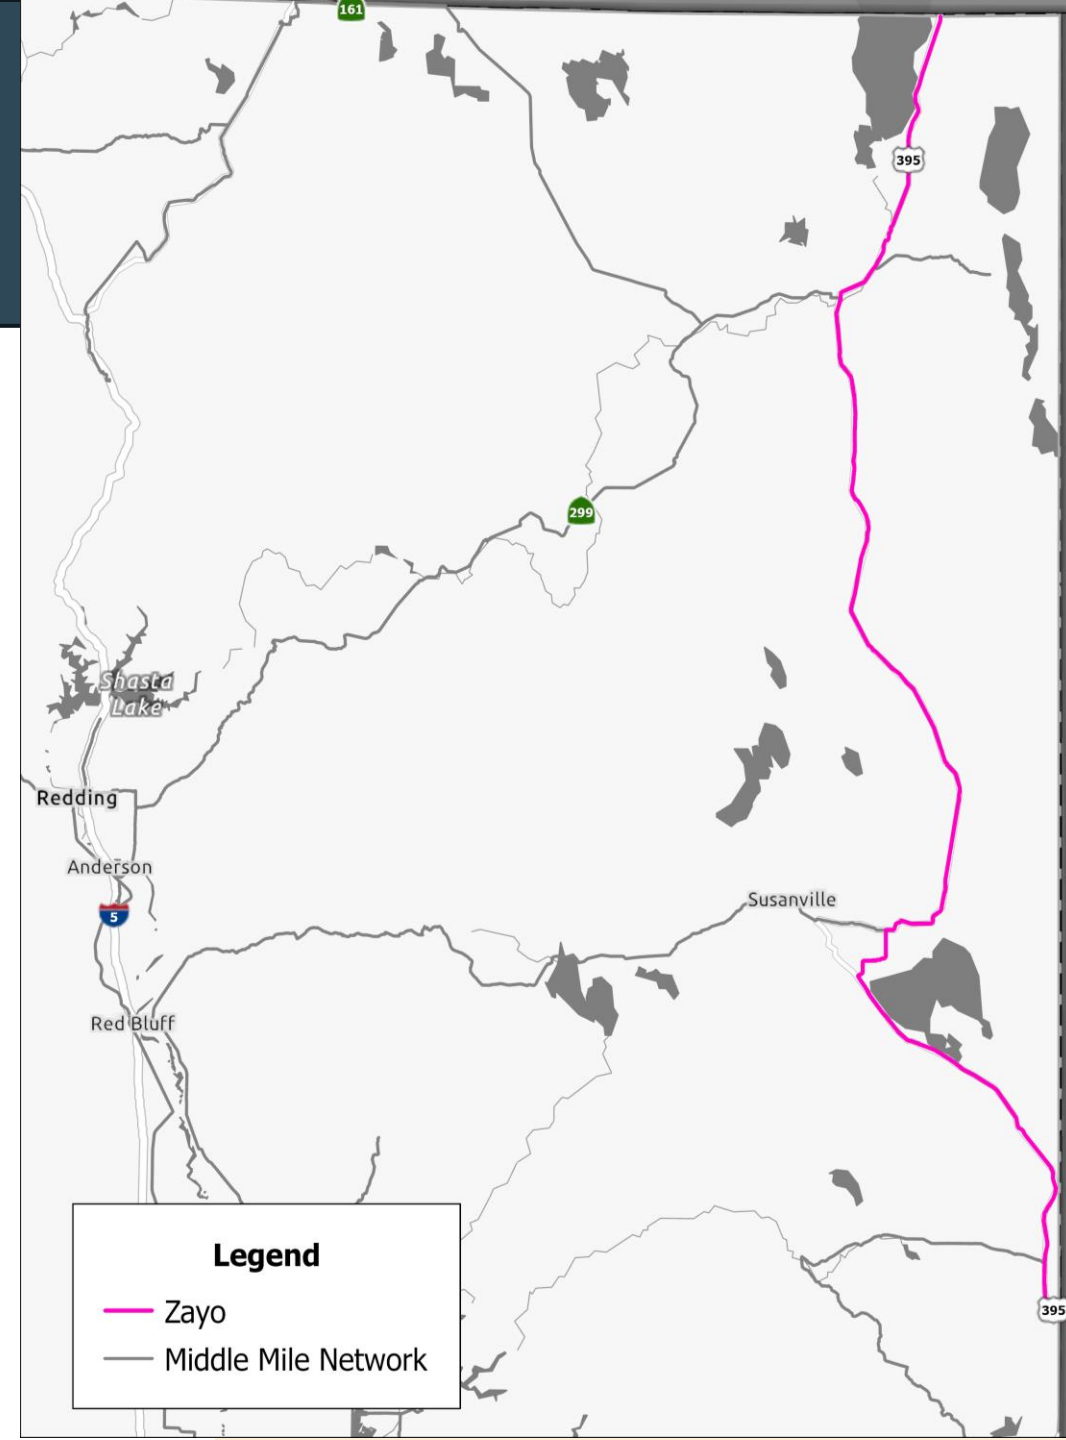 161
395
299
Shasta
Lake
Redding
Anderson
5
Susanville
Red Bluff
Legend
Zayo
Middle Mile Network
395